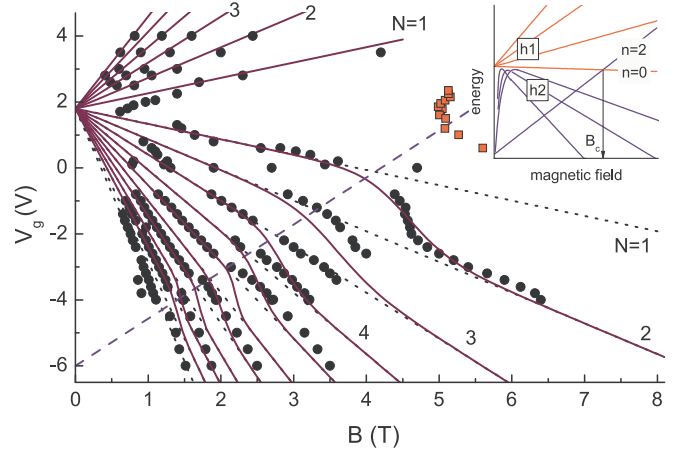 3
2
N=1
h1
n=2
n=0
h2
energy
B_c
magnetic field
4
2
0
-2
-4
-6
V_g (V)
N=1
4
3
2
0 1 2 3 4 5 6 7 8
B (T)